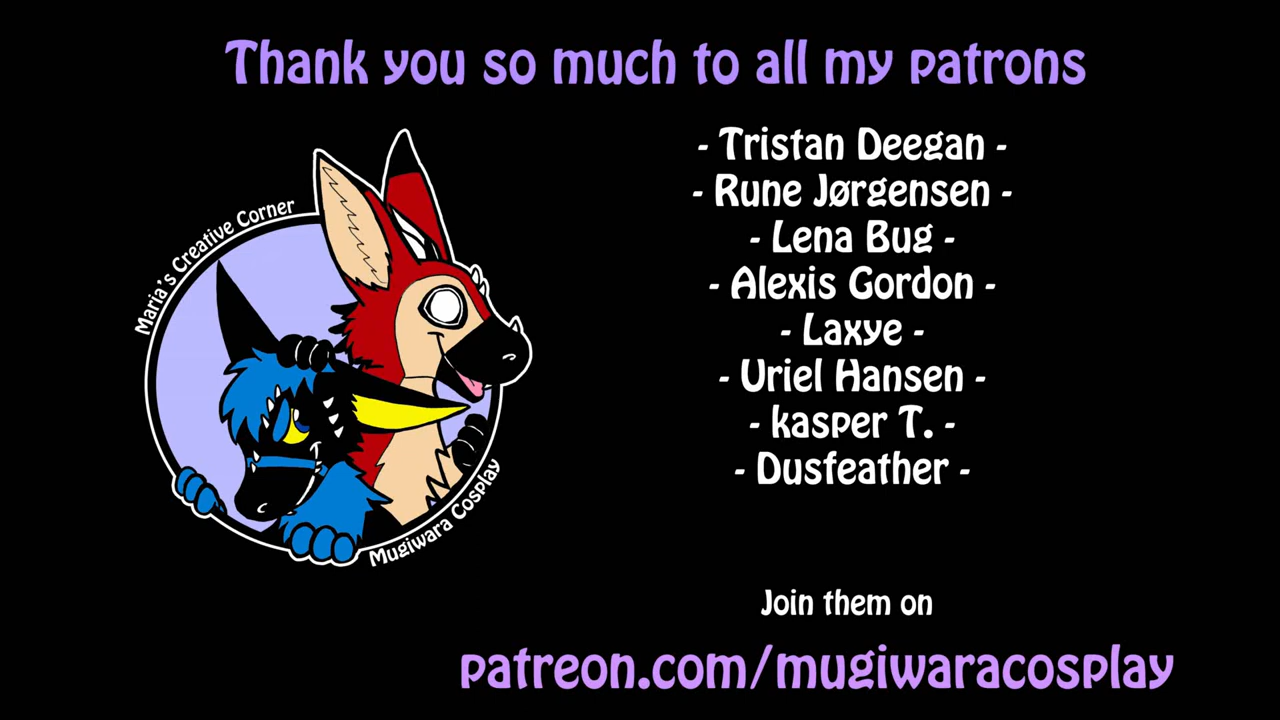 Thank you so much to all my patrons
Maria's Creative Corner
Mugiwara Cosplay
- Tristan Deegan -
- Rune Jørgensen -
- Lena Bug -
- Alexis Gordon -
- Laxye -
- Uriel Hansen -
- kasper T. -
- Dusfeather -
Join them on
patreon.com/mugiwaracosplay